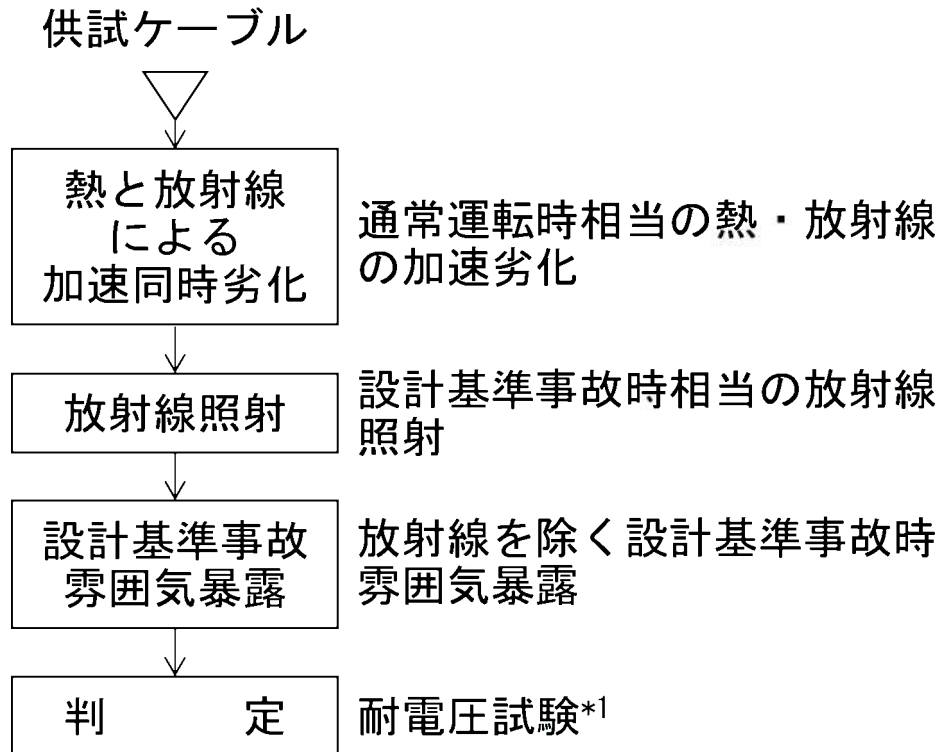 供試ケーブル
熱と放射線
による
加速同時劣化
通常運転時相当の熱・放射線
の加速劣化
放射線照射
設計基準事故時相当の放射線
照射
設計基準事故
雰囲気暴露
放射線を除く設計基準事故時
雰囲気暴露
判　　定
耐電圧試験*1